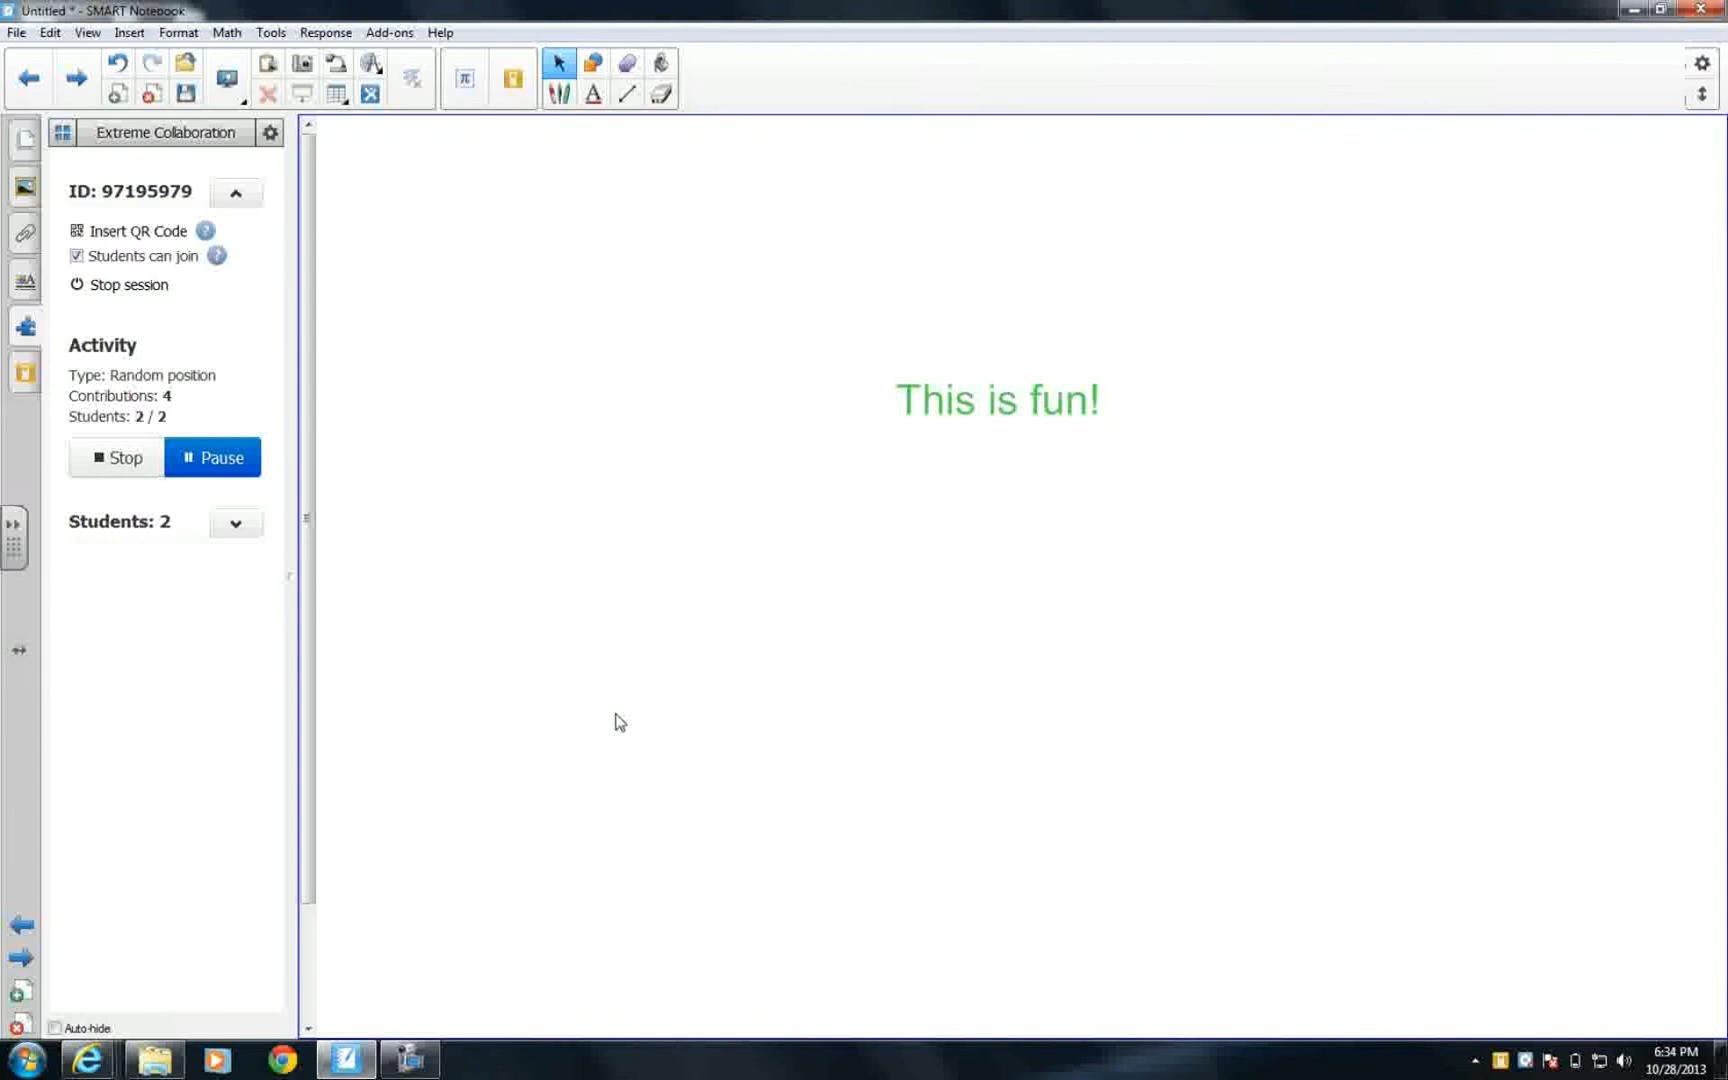 Untitled * - SMART Notebook
File Edit View Insert Format Math Tools Response Add-ons Help
Extreme Collaboration
ID: 97195979
Insert QR Code
Students can join
Stop session
Activity
Type: Random position
Contributions: 4
Students: 2 / 2
Stop Pause
Students: 2
This is fun!
Auto-hide
6:34 PM
10/28/2013